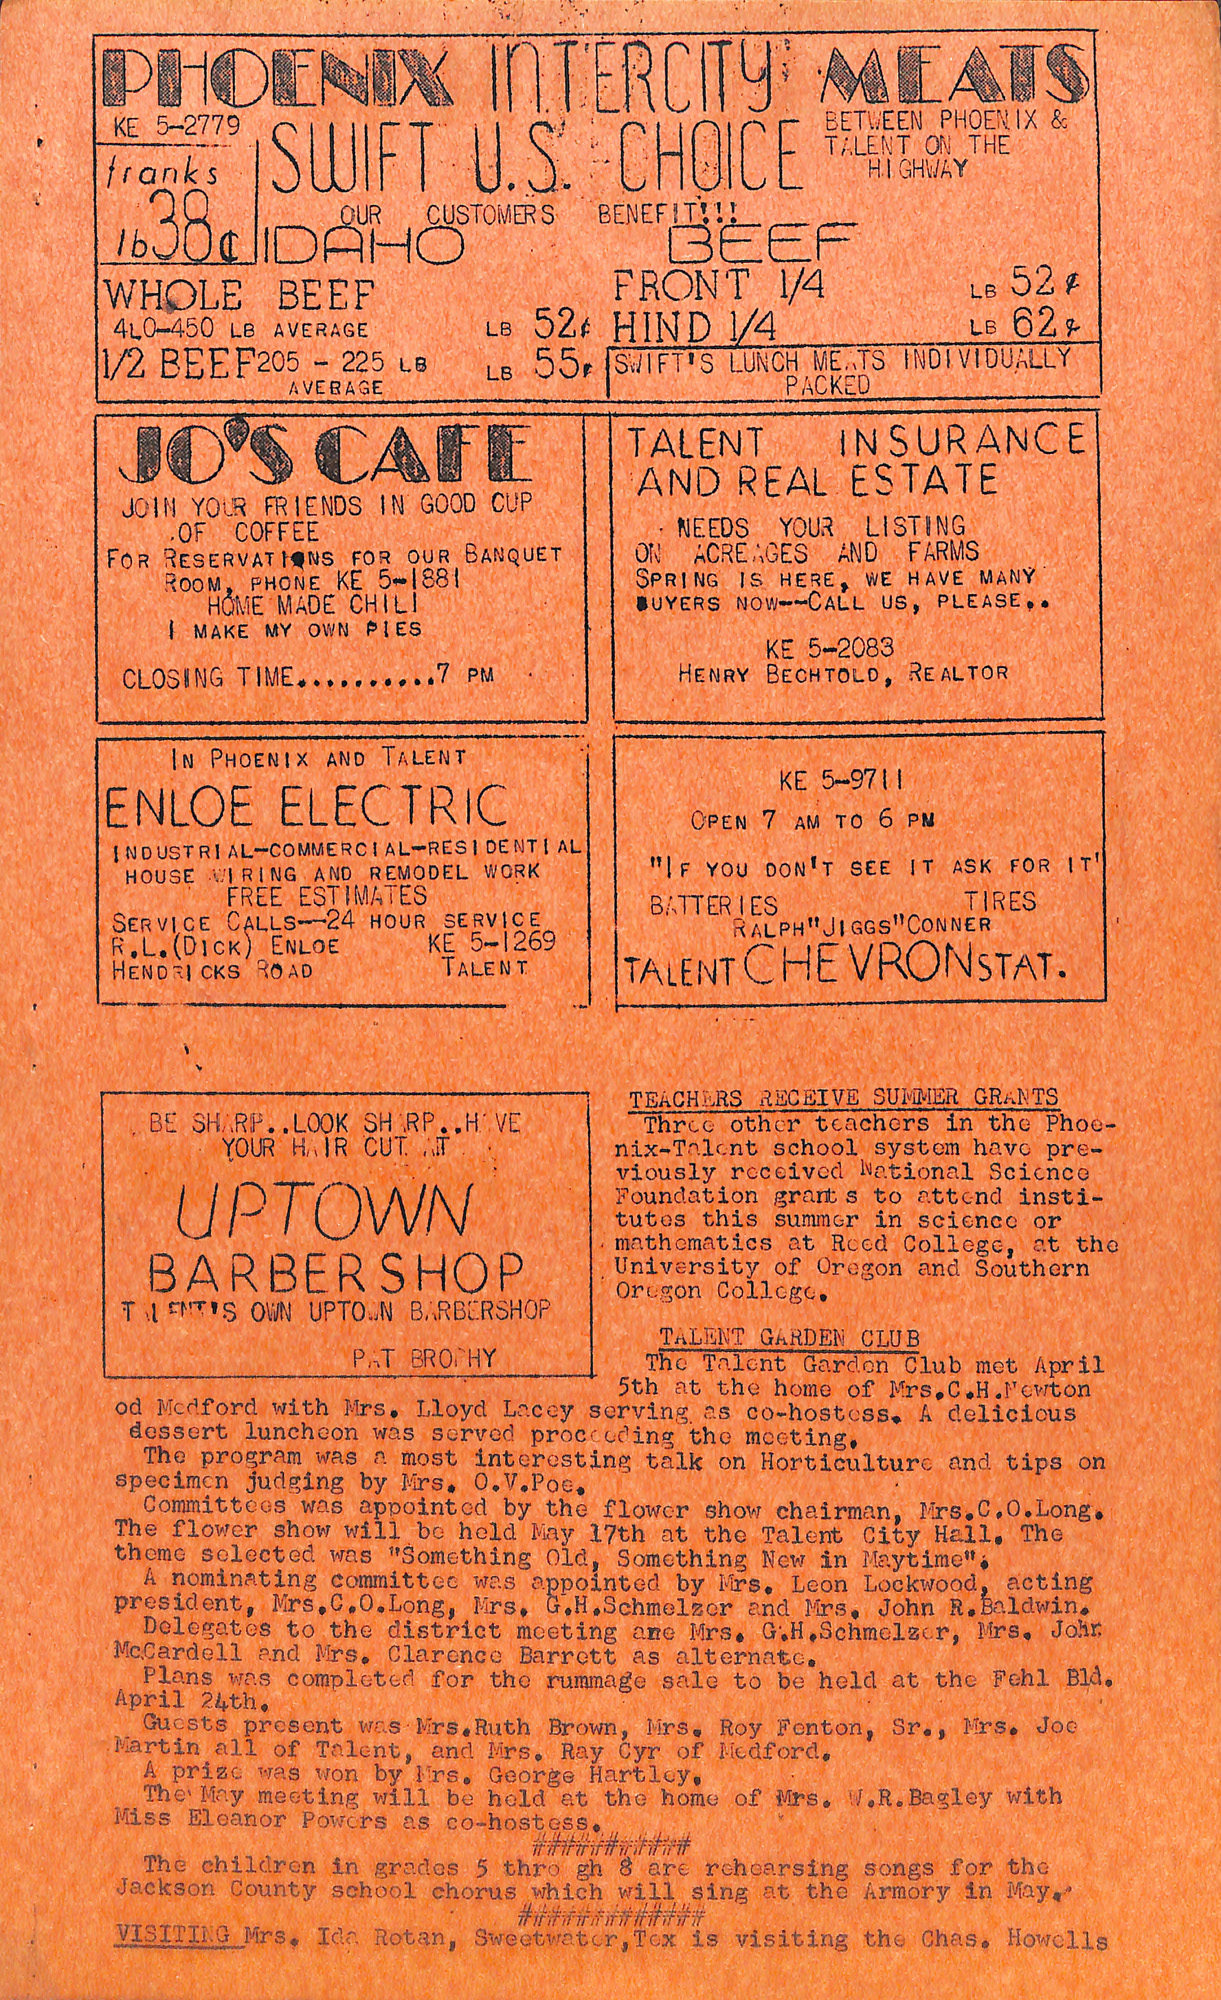 PHOENIX INTERCITY MEATS
KE 5-2779
SWIFT U.S. CHOICE
BETWEEN PHOENIX &
TALENT ON THE
HIGHWAY
franks
lb 38¢
OUR CUSTOMERS BENEFIT!!!
IDAHO BEEF
WHOLE BEEF
4L0-450 LB AVERAGE LB 52¢
1/2 BEEF 205 - 225 LB LB 55¢
AVERAGE
FRONT 1/4 LB 52¢
HIND 1/4 LB 62¢
SWIFT'S LUNCH MEATS INDIVIDUALLY
PACKED
JO'S CAFE
JOIN YOUR FRIENDS IN GOOD CUP
OF COFFEE
FOR RESERVATIONS FOR OUR BANQUET
ROOM, PHONE KE 5-1881
HOME MADE CHILI
I MAKE MY OWN PIES
CLOSING TIME..........7 PM
TALENT INSURANCE
AND REAL ESTATE
NEEDS YOUR LISTING
ON ACREAGES AND FARMS
SPRING IS HERE, WE HAVE MANY
BUYERS NOW--CALL US, PLEASE..
KE 5-2083
HENRY BECHTOLD, REALTOR
IN PHOENIX AND TALENT
ENLOE ELECTRIC
INDUSTRIAL-COMMERCIAL-RESIDENTIAL
HOUSE WIRING AND REMODEL WORK
FREE ESTIMATES
SERVICE CALLS--24 HOUR SERVICE
R.L.(DICK) ENLOE KE 5-1269
HENDRICKS ROAD TALENT
KE 5-9711
OPEN 7 AM TO 6 PM
"IF YOU DON'T SEE IT ASK FOR IT'
BATTERIES TIRES
RALPH"JIGGS"CONNER
TALENT CHEVRON STAT.
BE SHARP..LOOK SHARP..HAVE
YOUR HAIR CUT AT
UPTOWN
BARBERSHOP
TALENT'S OWN UPTOWN BARBERSHOP
PAT BROPHY
TEACHERS RECEIVE SUMMER GRANTS
Three other teachers in the Phoe-
nix-Talent school system have pre-
viously received National Science
Foundation grant s to attend insti-
tutes this summer in science or
mathematics at Reed College, at the
University of Oregon and Southern
Oregon College.
TALENT GARDEN CLUB
The Talent Garden Club met April
5th at the home of Mrs.C.H.Newton
od Medford with Mrs. Lloyd Lacey serving as co-hostess. A delicious
dessert luncheon was served proceeding the meeting.
The program was a most interesting talk on Horticulture and tips on
specimen judging by Mrs. O.V.Poe.
Committees was appointed by the flower show chairman, Mrs.C.O.Long.
The flower show will be held May 17th at the Talent City Hall. The
theme selected was "Something Old, Something New in Maytime".
A nominating committee was appointed by Mrs. Leon Lockwood, acting
president, Mrs.C.O.Long, Mrs. G.H.Schmelzer and Mrs. John R.Baldwin.
Delegates to the district meeting are Mrs. G.H.Schmelzer, Mrs. John
McCardell and Mrs. Clarence Barrett as alternate.
Plans was completed for the rummage sale to be held at the Fehl Bld.
April 24th.
Guests present was Mrs.Ruth Brown, Mrs. Roy Fenton, Sr., Mrs. Joe
Martin all of Talent, and Mrs. Ray Cyr of Medford.
A prize was won by Mrs. George Hartley.
The May meeting will be held at the home of Mrs. W.R.Bagley with
Miss Eleanor Powers as co-hostess.
###########
The children in grades 5 thro gh 8 are rehearsing songs for the
Jackson County school chorus which will sing at the Armory in May.
#############
VISITING Mrs. Ida Rotan, Sweetwater,Tex is visiting the Chas. Howells